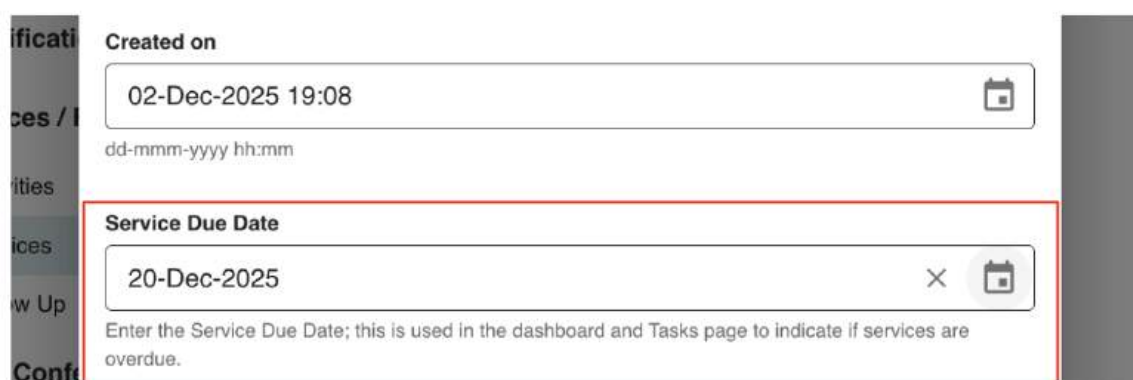 Created on
02-Dec-2025 19:08
dd-mmm-yyyy hh:mm
ities
Service Due Date
ices
20-Dec-2025
w Up
Enter the Service Due Date; this is used in the dashboard and Tasks page to indicate if services are
overdue.